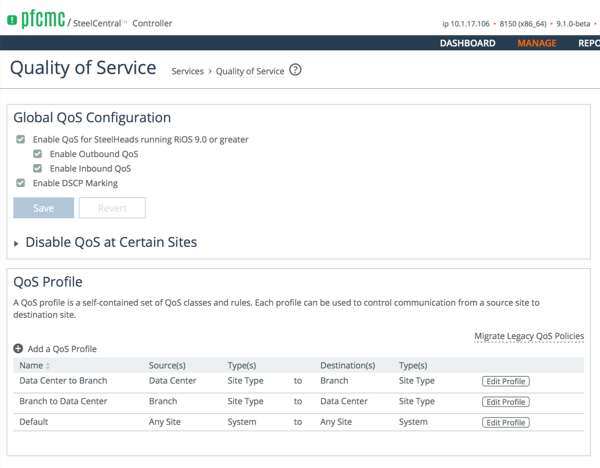 pfcmc / SteelCentral™ Controller
ip 10.1.17.106 • 8150 (x86_64) • 9.1.0-beta •
DASHBOARD MANAGE REPO
Quality of Service Services › Quality of Service ?
Global QoS Configuration
Enable QoS for SteelHeads running RiOS 9.0 or greater
Enable Outbound QoS
Enable Inbound QoS
Enable DSCP Marking
Save Revert
Disable QoS at Certain Sites
QoS Profile
A QoS profile is a self-contained set of QoS classes and rules. Each profile can be used to control communication from a source site to
destination site.
Migrate Legacy QoS Policies
Add a QoS Profile
Name Source(s) Type(s) Destination(s) Type(s)
Data Center to Branch Data Center Site Type to Branch Site Type Edit Profile
Branch to Data Center Branch Site Type to Data Center Site Type Edit Profile
Default Any Site System to Any Site System Edit Profile